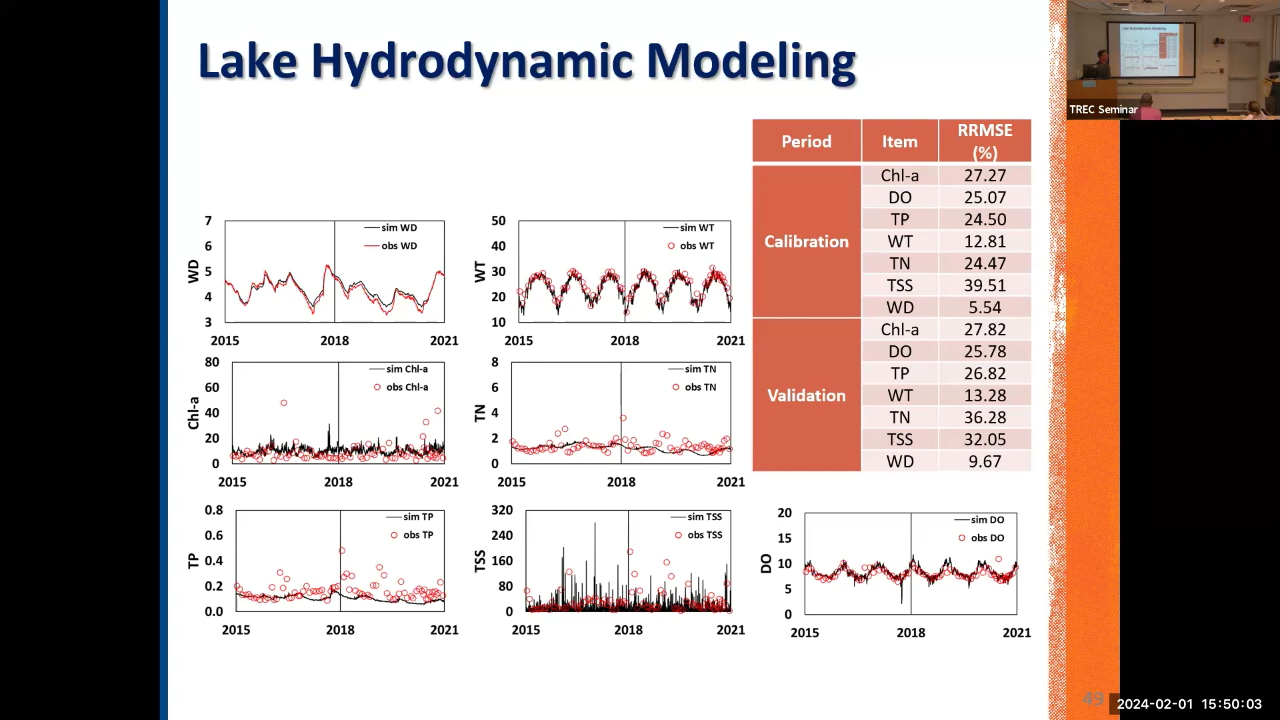 Lake Hydrodynamic Modeling
TREC Seminar
Period Item RRMSE (%)
Calibration
Chl-a 27.27
DO 25.07
TP 24.50
WT 12.81
TN 24.47
TSS 39.51
WD 5.54
Validation
Chl-a 27.82
DO 25.78
TP 26.82
WT 13.28
TN 36.28
TSS 32.05
WD 9.67
WD
7
6
5
4
3
sim WD
obs WD
2015 2018 2021
WT
50
40
30
20
10
sim WT
obs WT
2015 2018 2021
Chl-a
80
60
40
20
0
sim Chl-a
obs Chl-a
2015 2018 2021
TN
8
6
4
2
0
sim TN
obs TN
2015 2018 2021
TP
0.8
0.6
0.4
0.2
0.0
sim TP
obs TP
2015 2018 2021
TSS
320
240
160
80
0
sim TSS
obs TSS
2015 2018 2021
DO
20
15
10
5
0
sim DO
obs DO
2015 2018 2021
49
2024-02-01 15:50:03